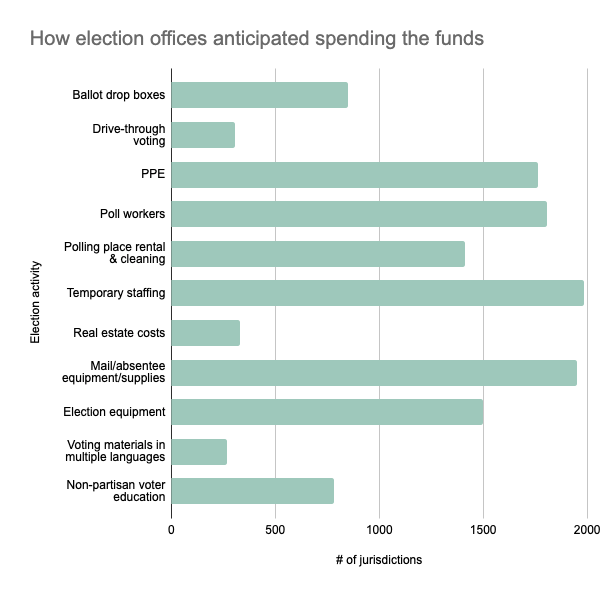 How election offices anticipated spending the funds
Ballot drop boxes
Drive-through
voting
PPE
Poll workers
Polling place rental
& cleaning
Temporary staffing
Real estate costs
Mail/absentee
equipment/supplies
Election equipment
Voting materials in
multiple languages
Non-partisan voter
education
Election activity
0 500 1000 1500 2000
# of jurisdictions